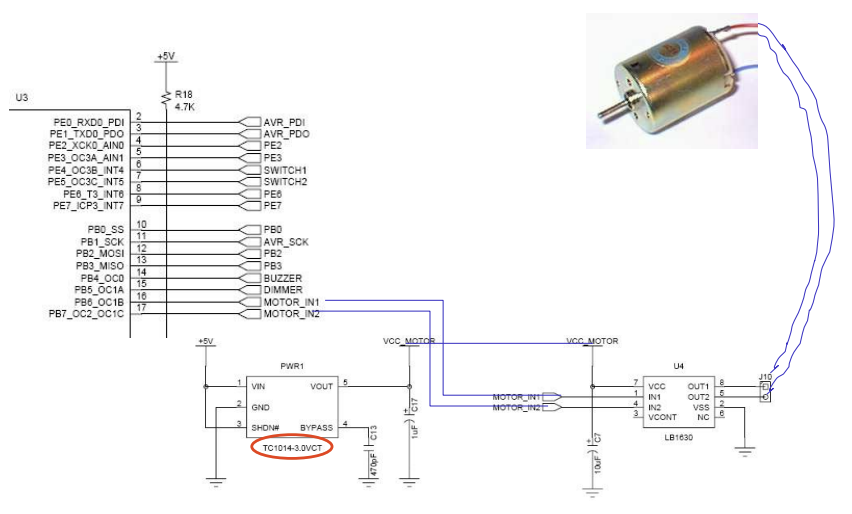 +5V
U3
R18
4.7K
PE0_RXD0_PDI 2 AVR_PDI
PE1_TXD0_PDO 3 AVR_PDO
PE2_XCK0_AIN0 4 PE2
PE3_OC3A_AIN1 5 PE3
PE4_OC3B_INT4 6 SWITCH1
PE5_OC3C_INT5 7 SWITCH2
PE6_T3_INT6 8 PE6
PE7_ICP3_INT7 9 PE7
PB0_SS 10 PB0
PB1_SCK 11 AVR_SCK
PB2_MOSI 12 PB2
PB3_MISO 13 PB3
PB4_OC0 14 BUZZER
PB5_OC1A 15 DIMMER
PB6_OC1B 16 MOTOR_IN1
PB7_OC2_OC1C 17 MOTOR_IN2
+5V VCC_MOTOR VCC_MOTOR
PWR1 U4 J10
1 VIN VOUT 5
2 GND
3 SHDN# BYPASS 4
TC1014-3.0VCT
C17
1uF
C13
470pF
7 VCC OUT1 8
MOTOR_IN1 1 IN1 OUT2 5
MOTOR_IN2 4 IN2 VSS 2
3 VCONT NC 6
LB1630
C7
10uF